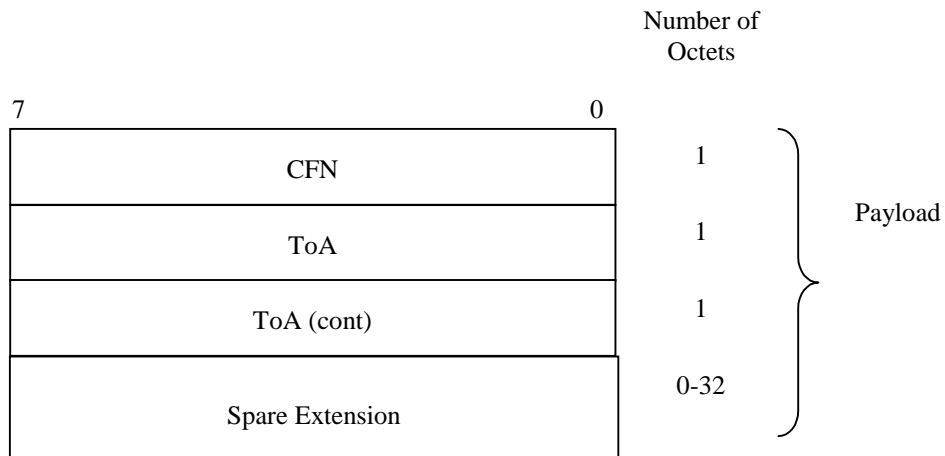 Number of
Octets
7 0
CFN 1
ToA 1
Payload
ToA (cont) 1
Spare Extension 0-32